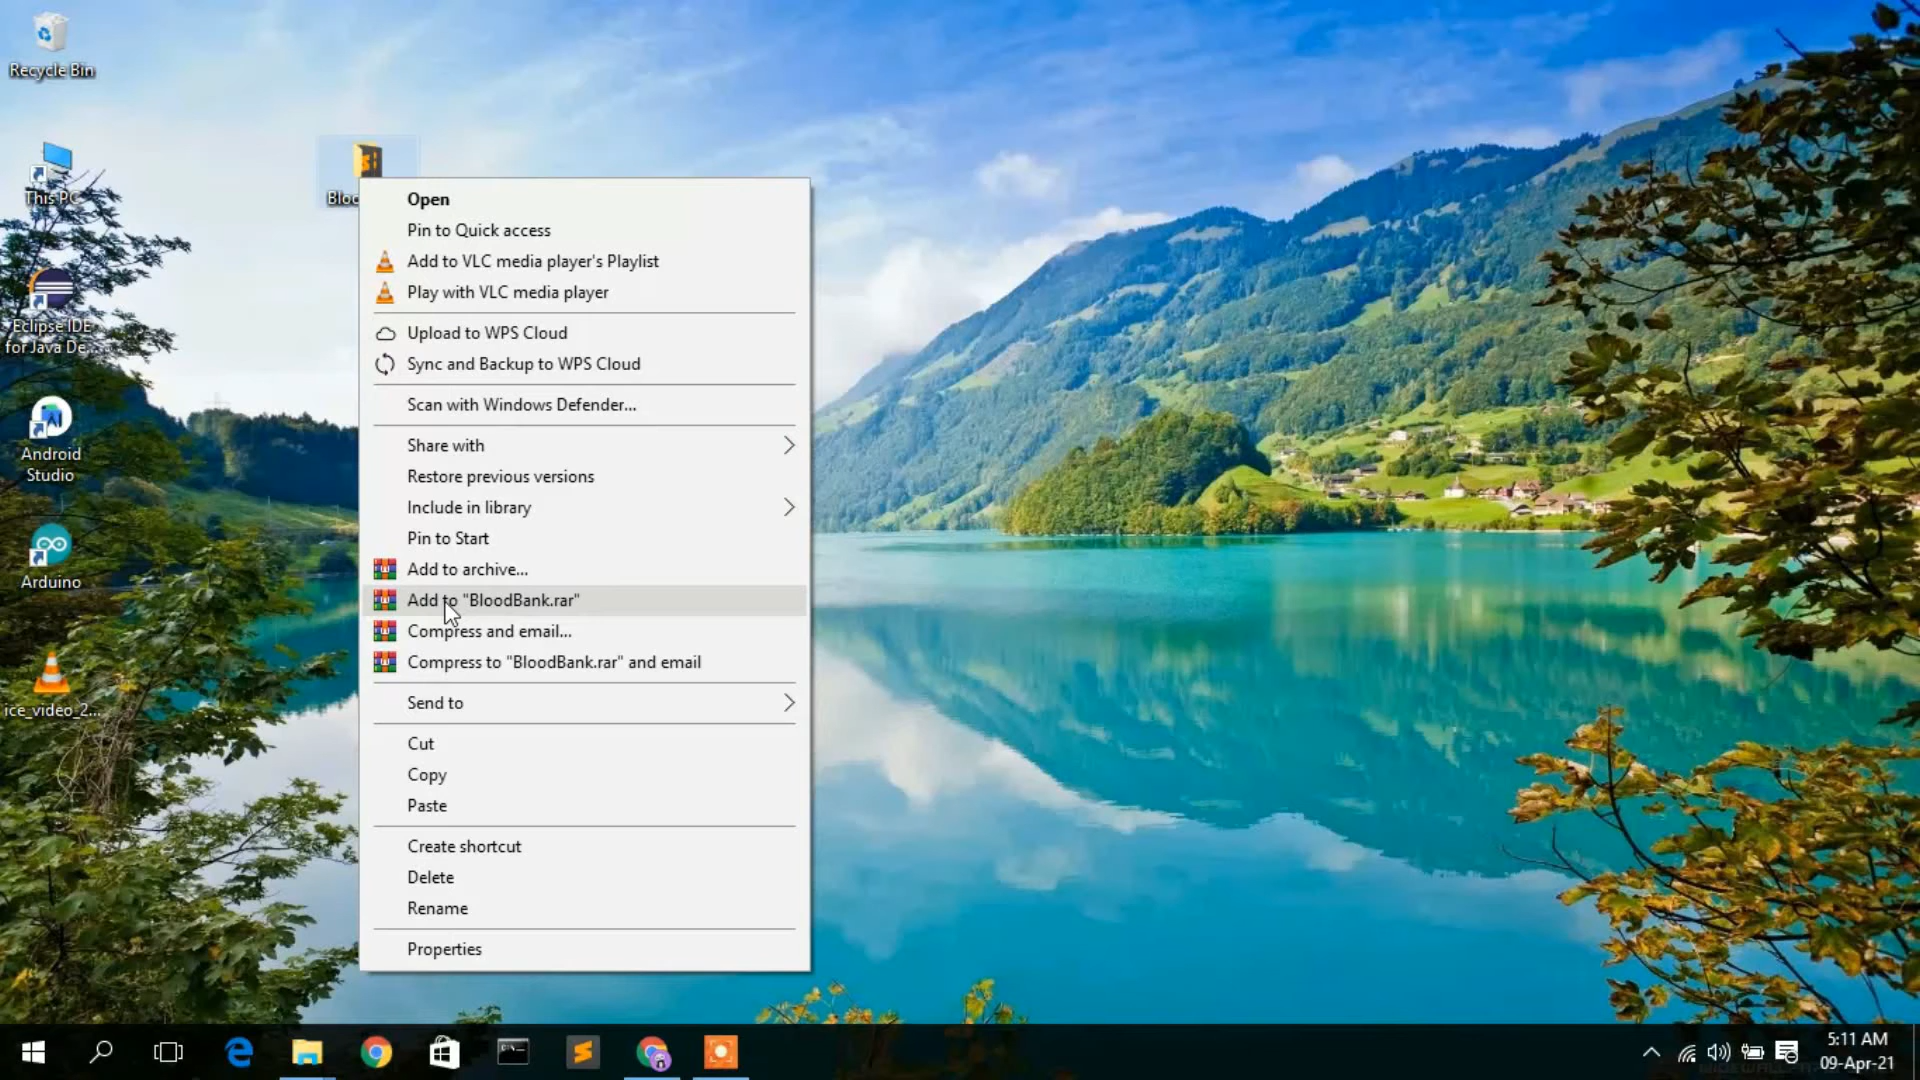 Recycle Bin
This PC
Eclipse IDE
for Java De...
Android
Studio
Arduino
ice_video_2...
Bloo
Open
Pin to Quick access
Add to VLC media player's Playlist
Play with VLC media player
Upload to WPS Cloud
Sync and Backup to WPS Cloud
Scan with Windows Defender...
Share with
Restore previous versions
Include in library
Pin to Start
Add to archive...
Add to "BloodBank.rar"
Compress and email...
Compress to "BloodBank.rar" and email
Send to
Cut
Copy
Paste
Create shortcut
Delete
Rename
Properties
5:11 AM
09-Apr-21